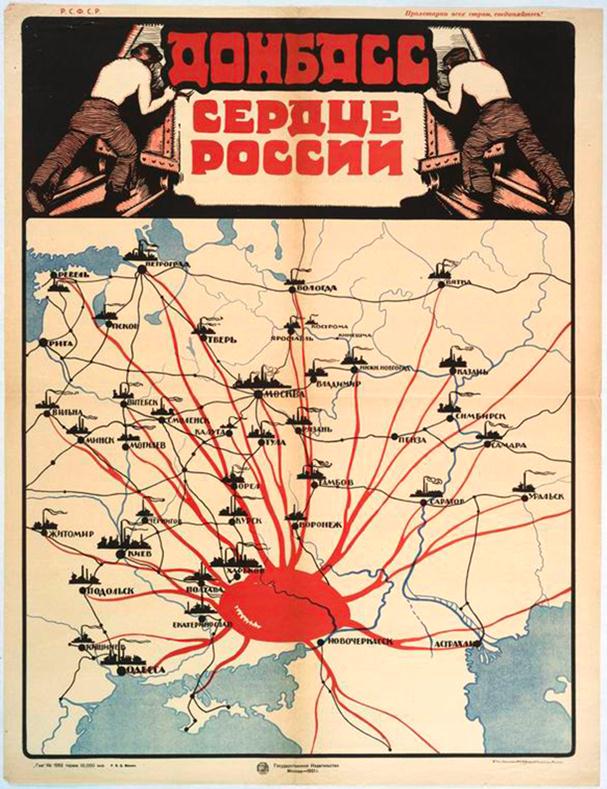 Р.С.Ф.С.Р.
Пролетарии всех стран, соединяйтесь!
ДОНБАСС
СЕРДЦЕ
РОССИИ
РЕВЕЛЬ
ПЕТРОГРАД
ВОЛОГДА
ВЯТКА
ПСКОВ
ТВЕРЬ
ЯРОСЛАВЛЬ
КОСТРОМА
КИНЕШМА
РИГА
НИЖН. НОВГОРОД
КАЗАНЬ
ВЛАДИМИР
МОСКВА
ВИТЕБСК
ВИЛЬНА
СМОЛЕНСК
КАЛУГА
РЯЗАНЬ
СИМБИРСК
МИНСК
МОГИЛЕВ
ТУЛА
ПЕНЗА
САМАРА
ОРЕЛ
ТАМБОВ
САРАТОВ
УРАЛЬСК
ЧЕРНИГОВ
КУРСК
ВОРОНЕЖ
ЖИТОМИР
КИЕВ
ХАРЬКОВ
ПОДОЛЬСК
ПОЛТАВА
ЕКАТЕРИНОСЛАВ
КИШИНЕВ
НОВОЧЕРКАССК
АСТРАХАНЬ
ОДЕССА
Государственное Издательство
Москва—1921 г.